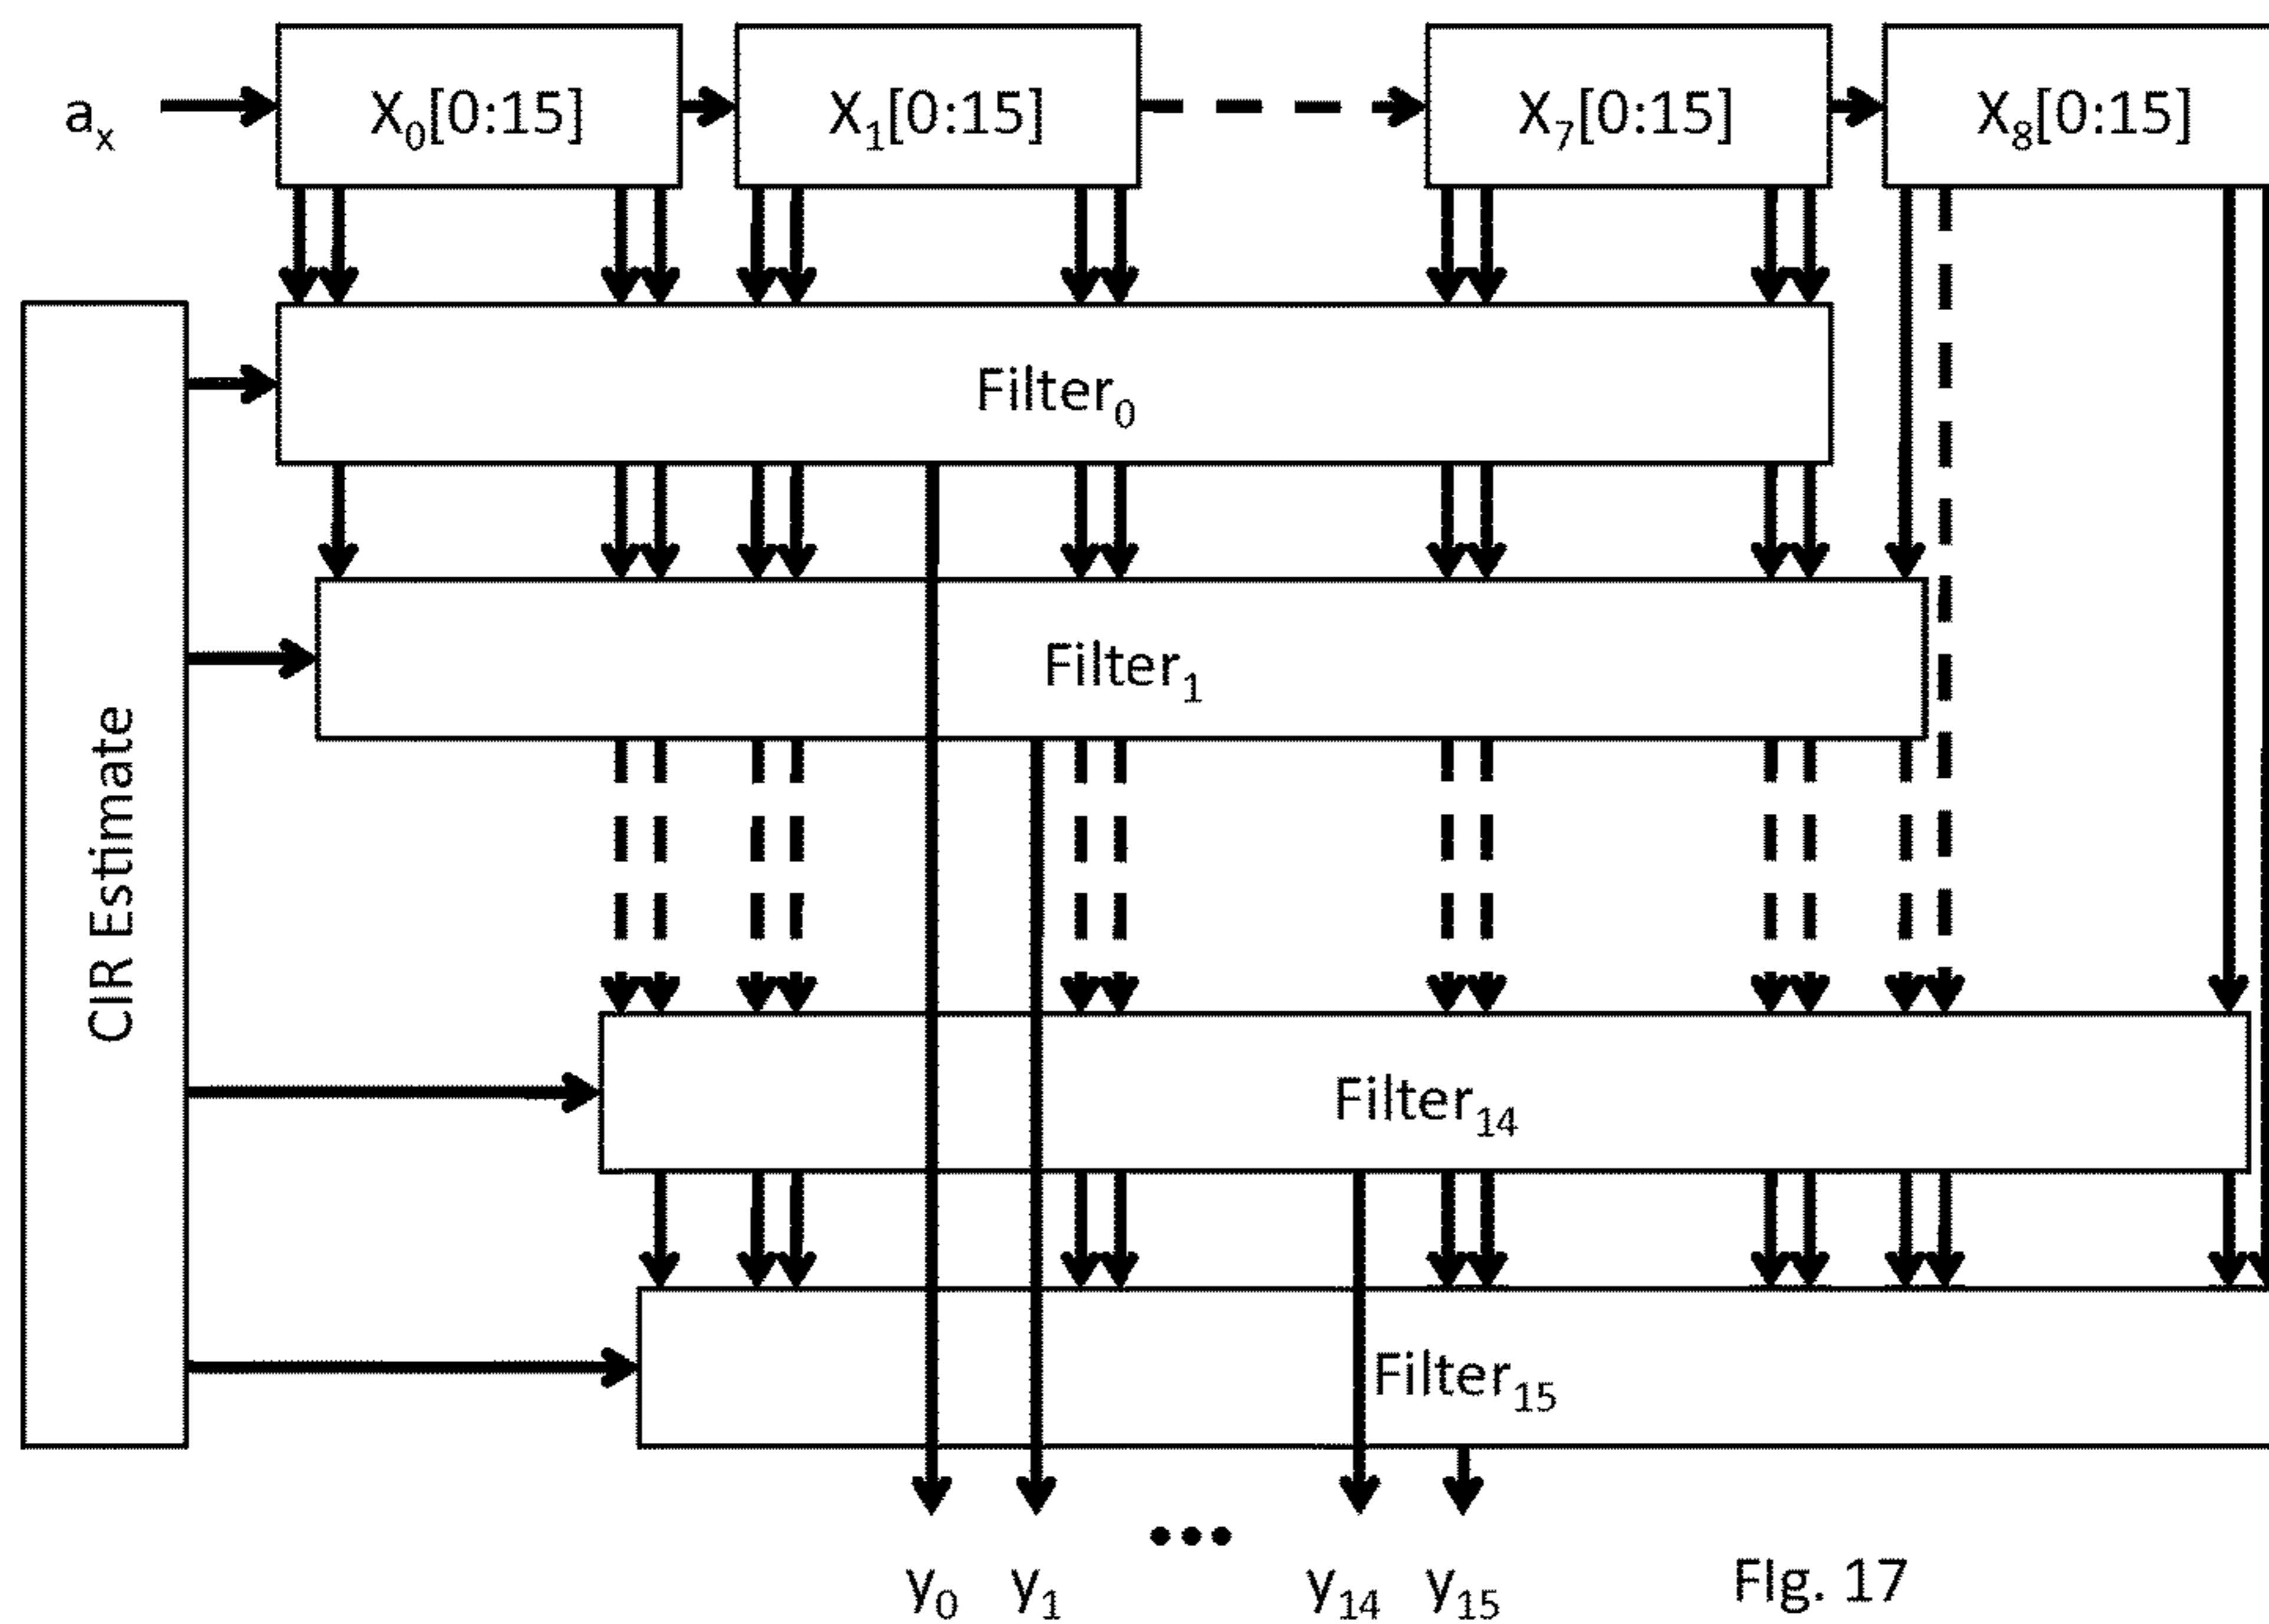 aₓ
X₀[0:15]
X₁[0:15]
X₇[0:15]
X₈[0:15]
CIR Estimate
Filter₀
Filter₁
Filter₁₄
Filter₁₅
•••
y₀ y₁ y₁₄ y₁₅
FIg. 17